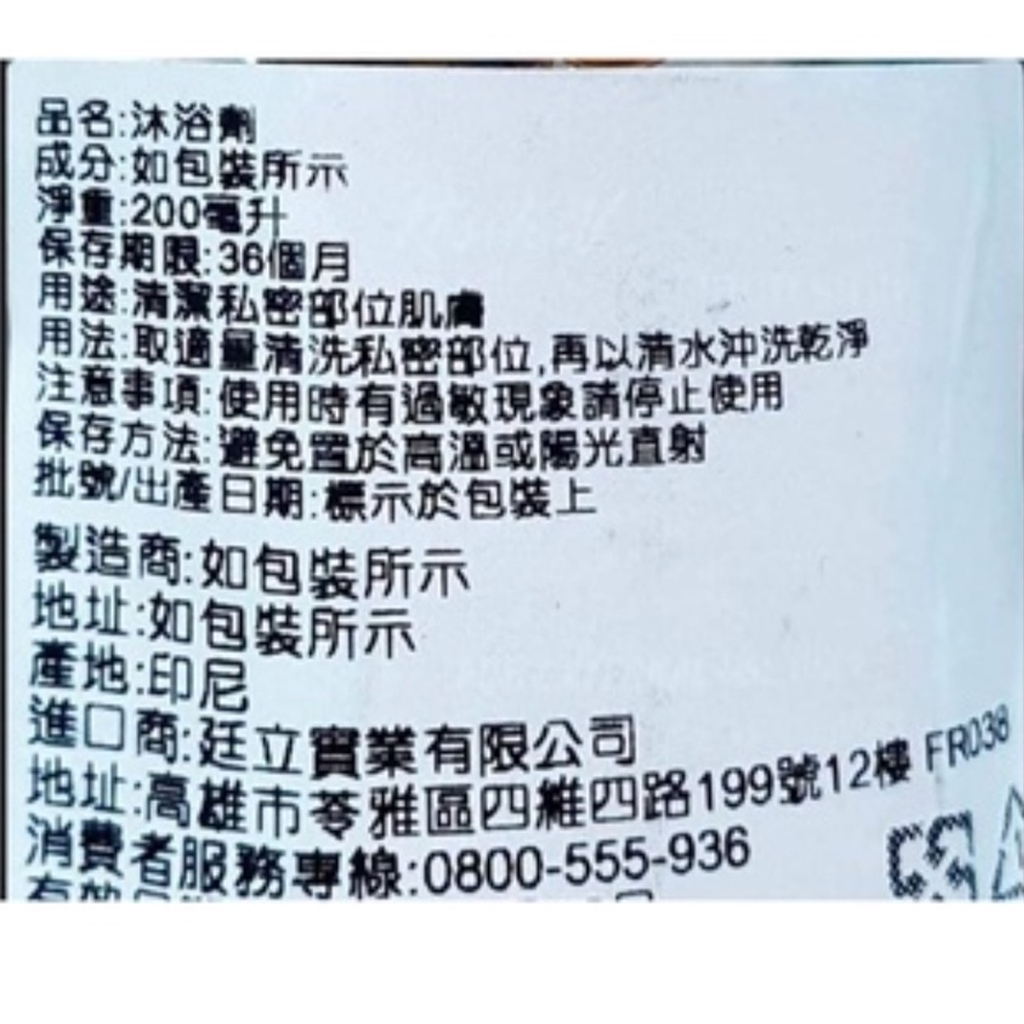 品名:沐浴劑
成分:如包裝所示
淨重:200毫升
保存期限:36個月
用途:清潔私密部位肌膚
用法:取適量清洗私密部位,再以清水沖洗乾淨
注意事項:使用時有過敏現象請停止使用
保存方法:避免置於高溫或陽光直射
批號/出產日期:標示於包裝上
製造商:如包裝所示
地址:如包裝所示
產地:印尼
進口商:廷立實業有限公司
地址:高雄市苓雅區四維四路199號12樓 FR038
消費者服務專線:0800-555-936